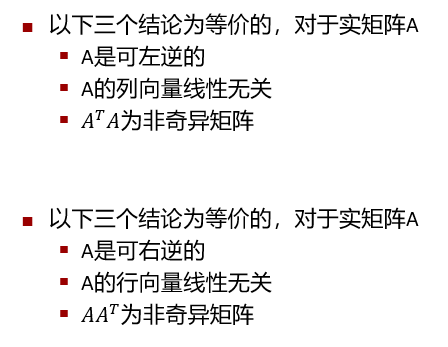 ▪ 以下三个结论为等价的，对于实矩阵A
▪ A是可左逆的
▪ A的列向量线性无关
▪ $A^T A$为非奇异矩阵
▪ 以下三个结论为等价的，对于实矩阵A
▪ A是可右逆的
▪ A的行向量线性无关
▪ $AA^T$为非奇异矩阵